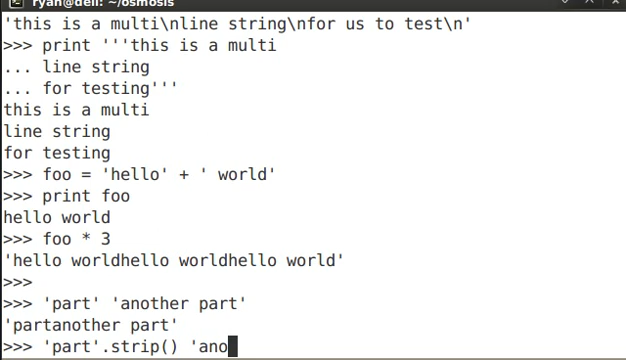 ryan@dell: ~/osmosis
'this is a multi\nline string\nfor us to test\n'
>>> print '''this is a multi
... line string
... for testing'''
this is a multi
line string
for testing
>>> foo = 'hello' + ' world'
>>> print foo
hello world
>>> foo * 3
'hello worldhello worldhello world'
>>>
>>> 'part' 'another part'
'partanother part'
>>> 'part'.strip() 'ano